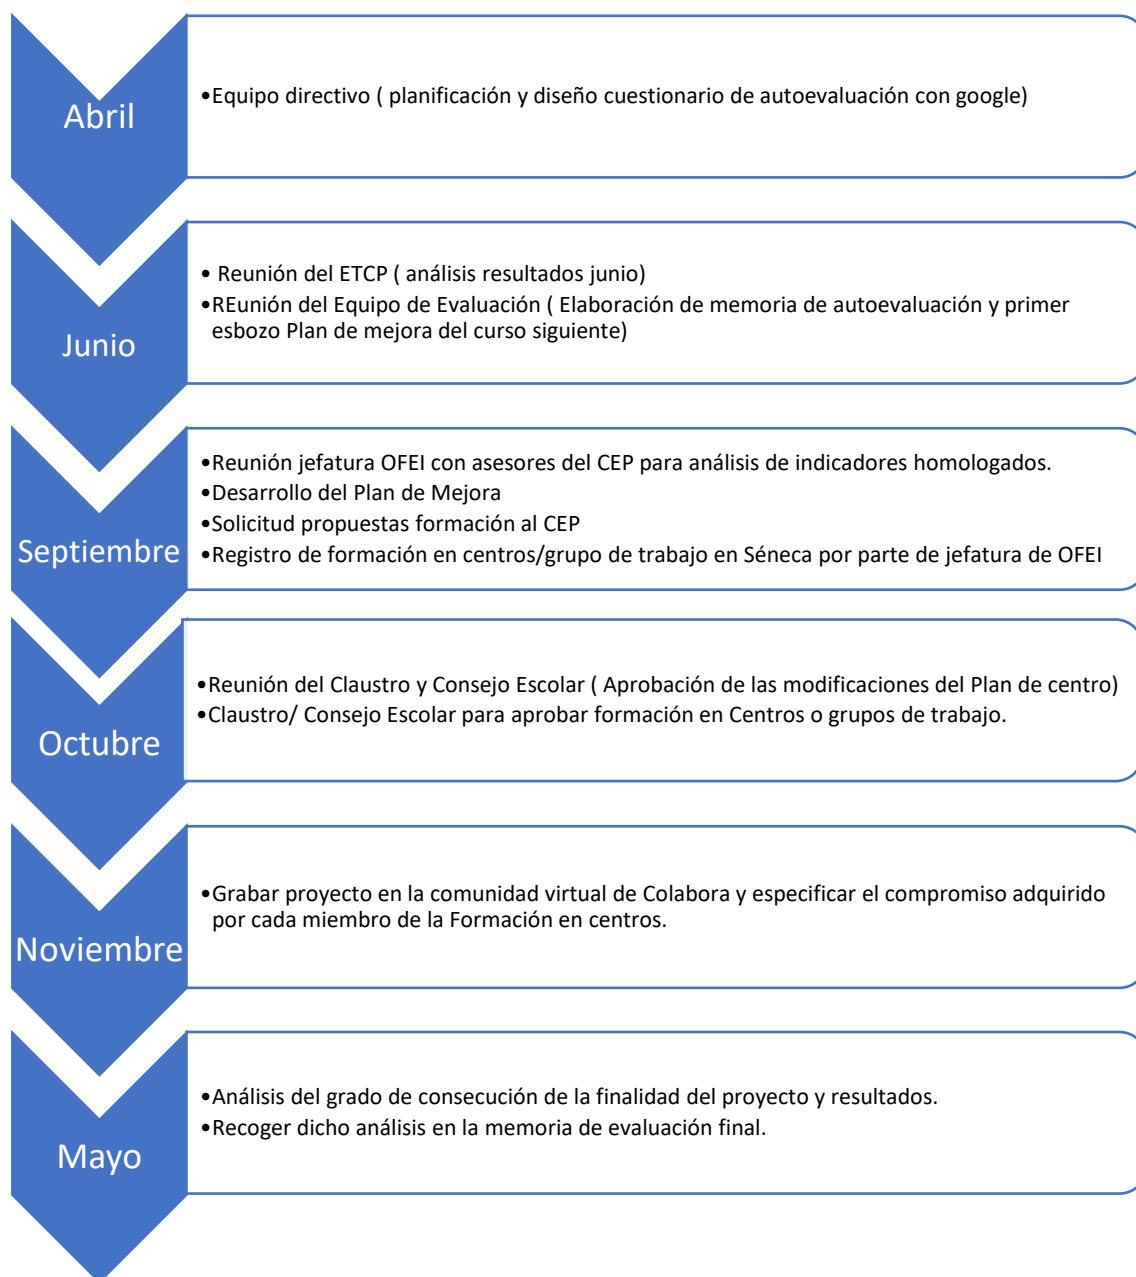 Abril
•Equipo directivo ( planificación y diseño cuestionario de autoevaluación con google)
Junio
• Reunión del ETCP ( análisis resultados junio)
•REunión del Equipo de Evaluación ( Elaboración de memoria de autoevaluación y primer
esbozo Plan de mejora del curso siguiente)
Septiembre
•Reunión jefatura OFEI con asesores del CEP para análisis de indicadores homologados.
•Desarrollo del Plan de Mejora
•Solicitud propuestas formación al CEP
•Registro de formación en centros/grupo de trabajo en Séneca por parte de jefatura de OFEI
Octubre
•Reunión del Claustro y Consejo Escolar ( Aprobación de las modificaciones del Plan de centro)
•Claustro/ Consejo Escolar para aprobar formación en Centros o grupos de trabajo.
Noviembre
•Grabar proyecto en la comunidad virtual de Colabora y especificar el compromiso adquirido
por cada miembro de la Formación en centros.
Mayo
•Análisis del grado de consecución de la finalidad del proyecto y resultados.
•Recoger dicho análisis en la memoria de evaluación final.